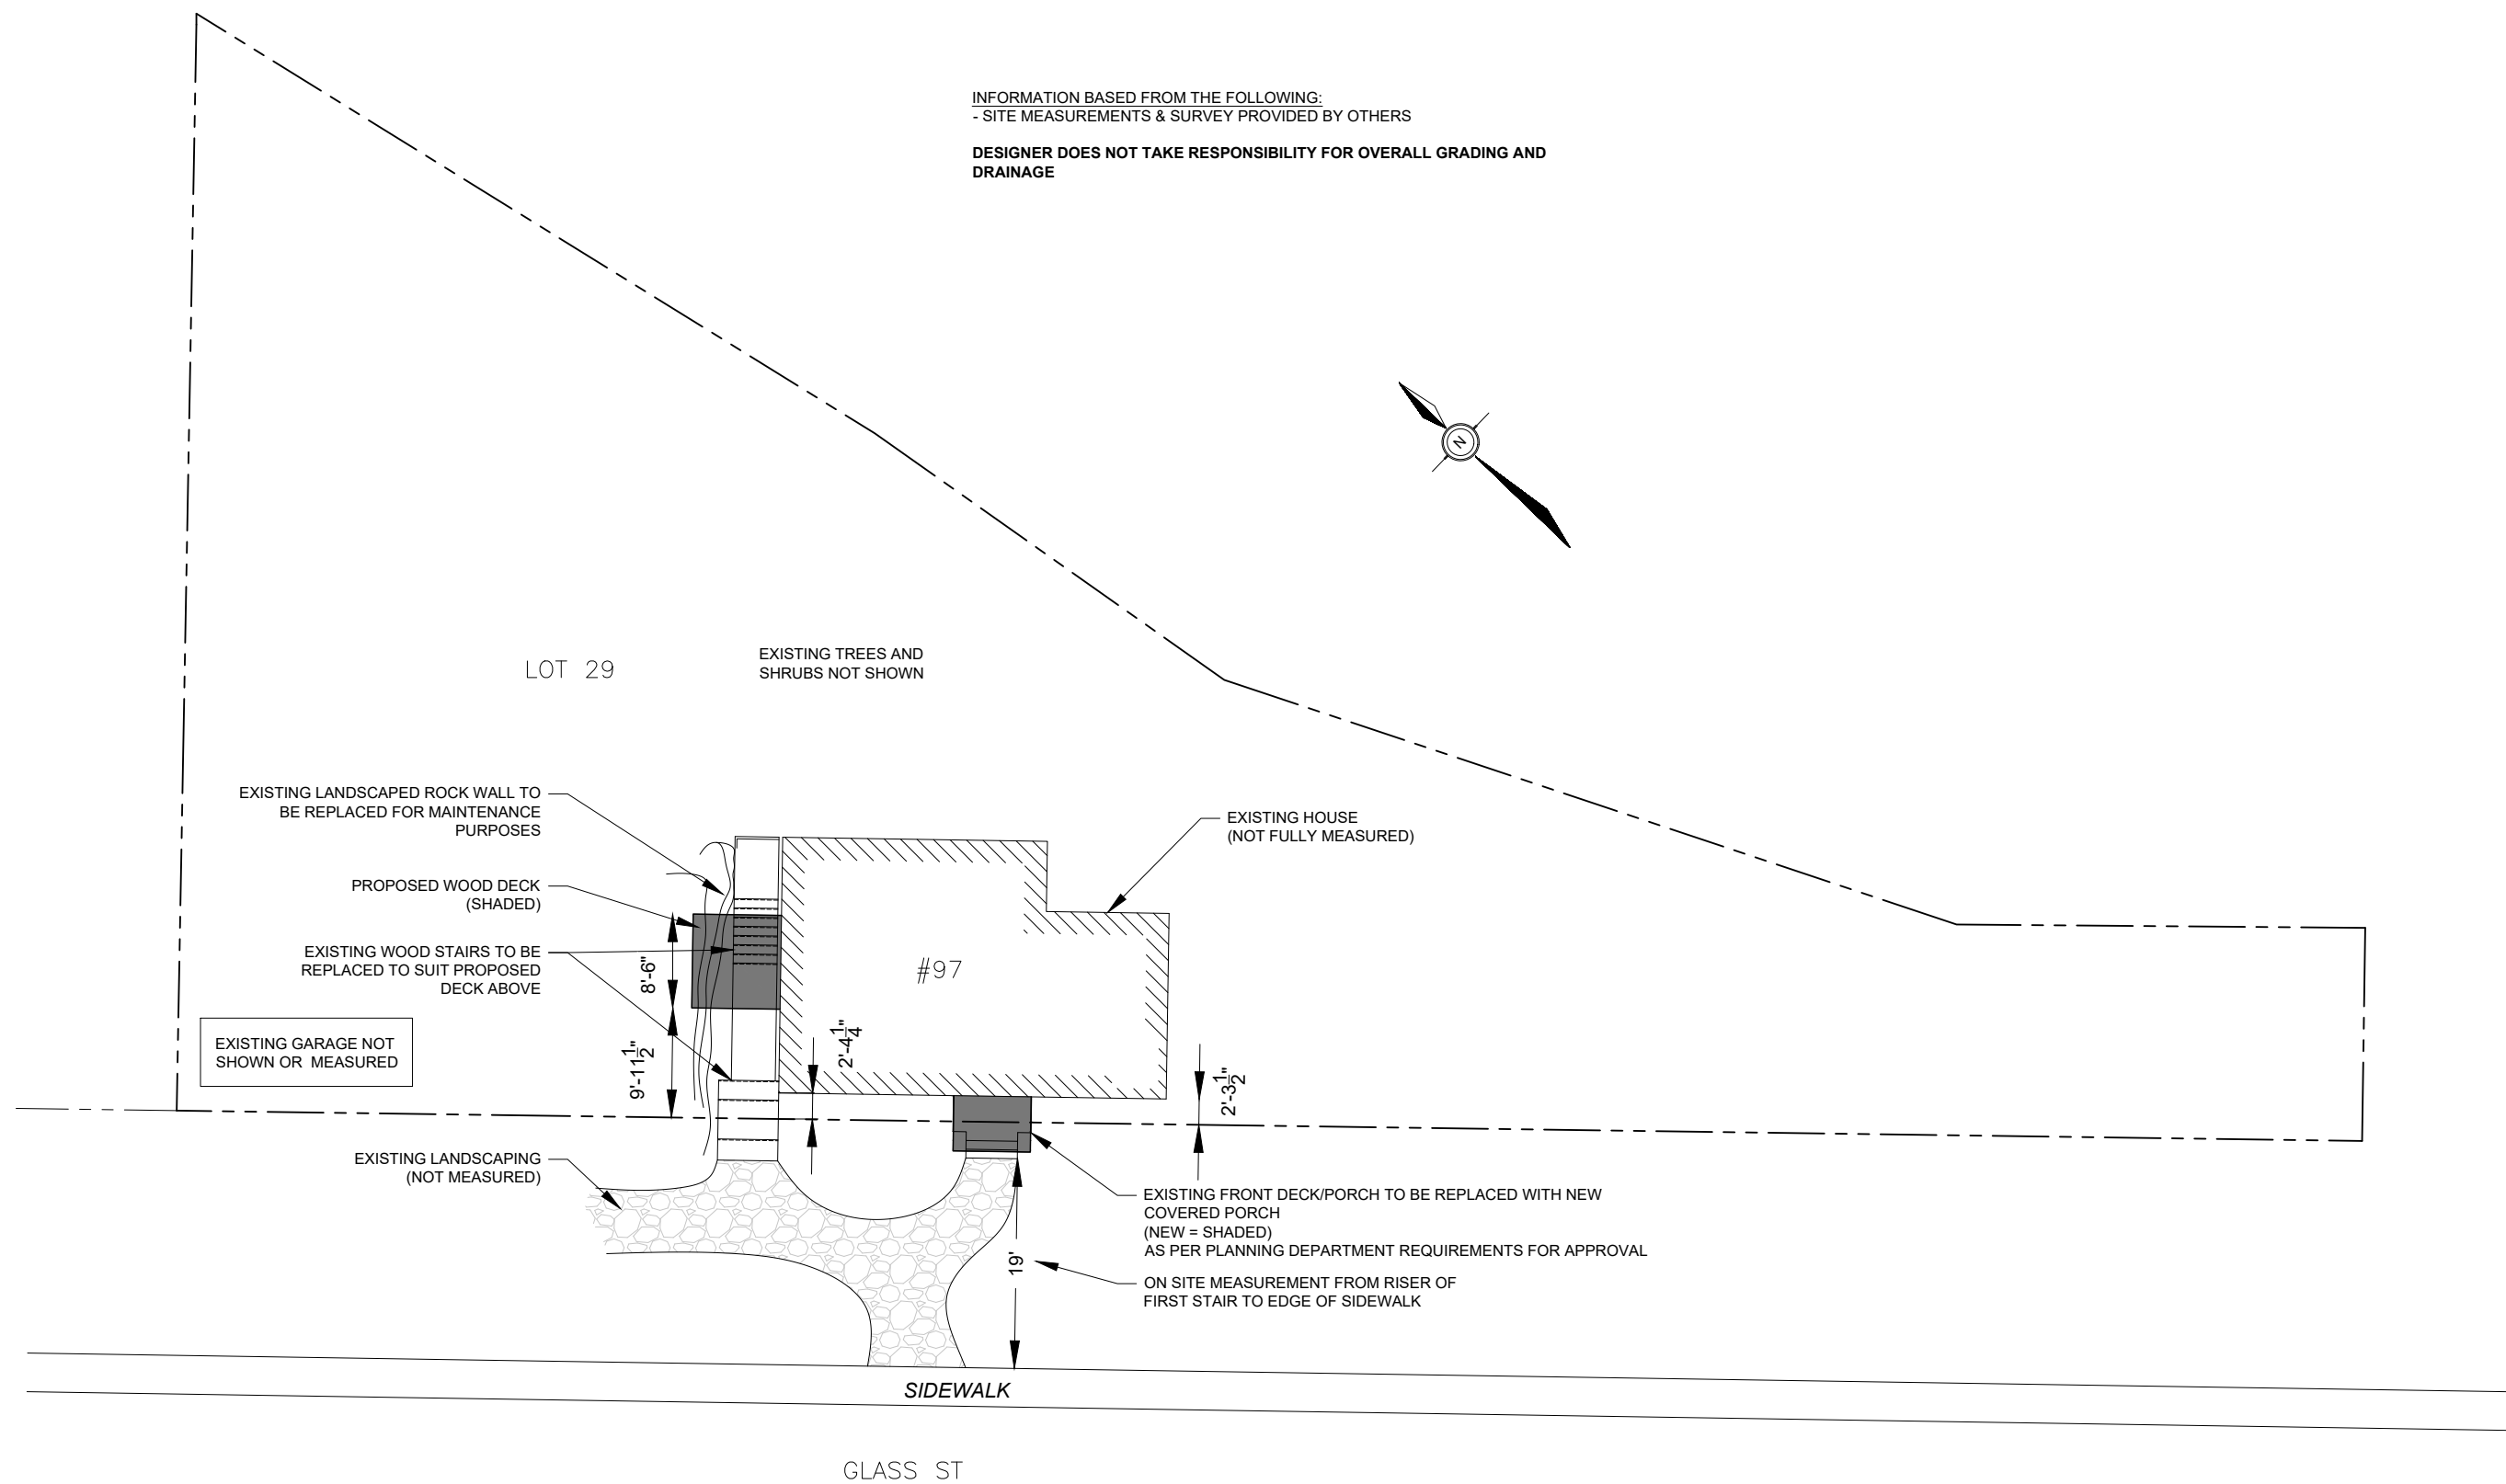 INFORMATION BASED FROM THE FOLLOWING:
- SITE MEASUREMENTS & SURVEY PROVIDED BY OTHERS
DESIGNER DOES NOT TAKE RESPONSIBILITY FOR OVERALL GRADING AND
DRAINAGE
N
LOT 29
EXISTING TREES AND
SHRUBS NOT SHOWN
EXISTING LANDSCAPED ROCK WALL TO
BE REPLACED FOR MAINTENANCE
PURPOSES
EXISTING HOUSE
(NOT FULLY MEASURED)
PROPOSED WOOD DECK
(SHADED)
EXISTING WOOD STAIRS TO BE
REPLACED TO SUIT PROPOSED
DECK ABOVE
8'-6"
#97
EXISTING GARAGE NOT
SHOWN OR MEASURED
9'-11 1/2"
2'-4 1/4"
2'-3 1/2"
EXISTING LANDSCAPING
(NOT MEASURED)
EXISTING FRONT DECK/PORCH TO BE REPLACED WITH NEW
COVERED PORCH
(NEW = SHADED)
AS PER PLANNING DEPARTMENT REQUIREMENTS FOR APPROVAL
19'
ON SITE MEASUREMENT FROM RISER OF
FIRST STAIR TO EDGE OF SIDEWALK
SIDEWALK
GLASS ST